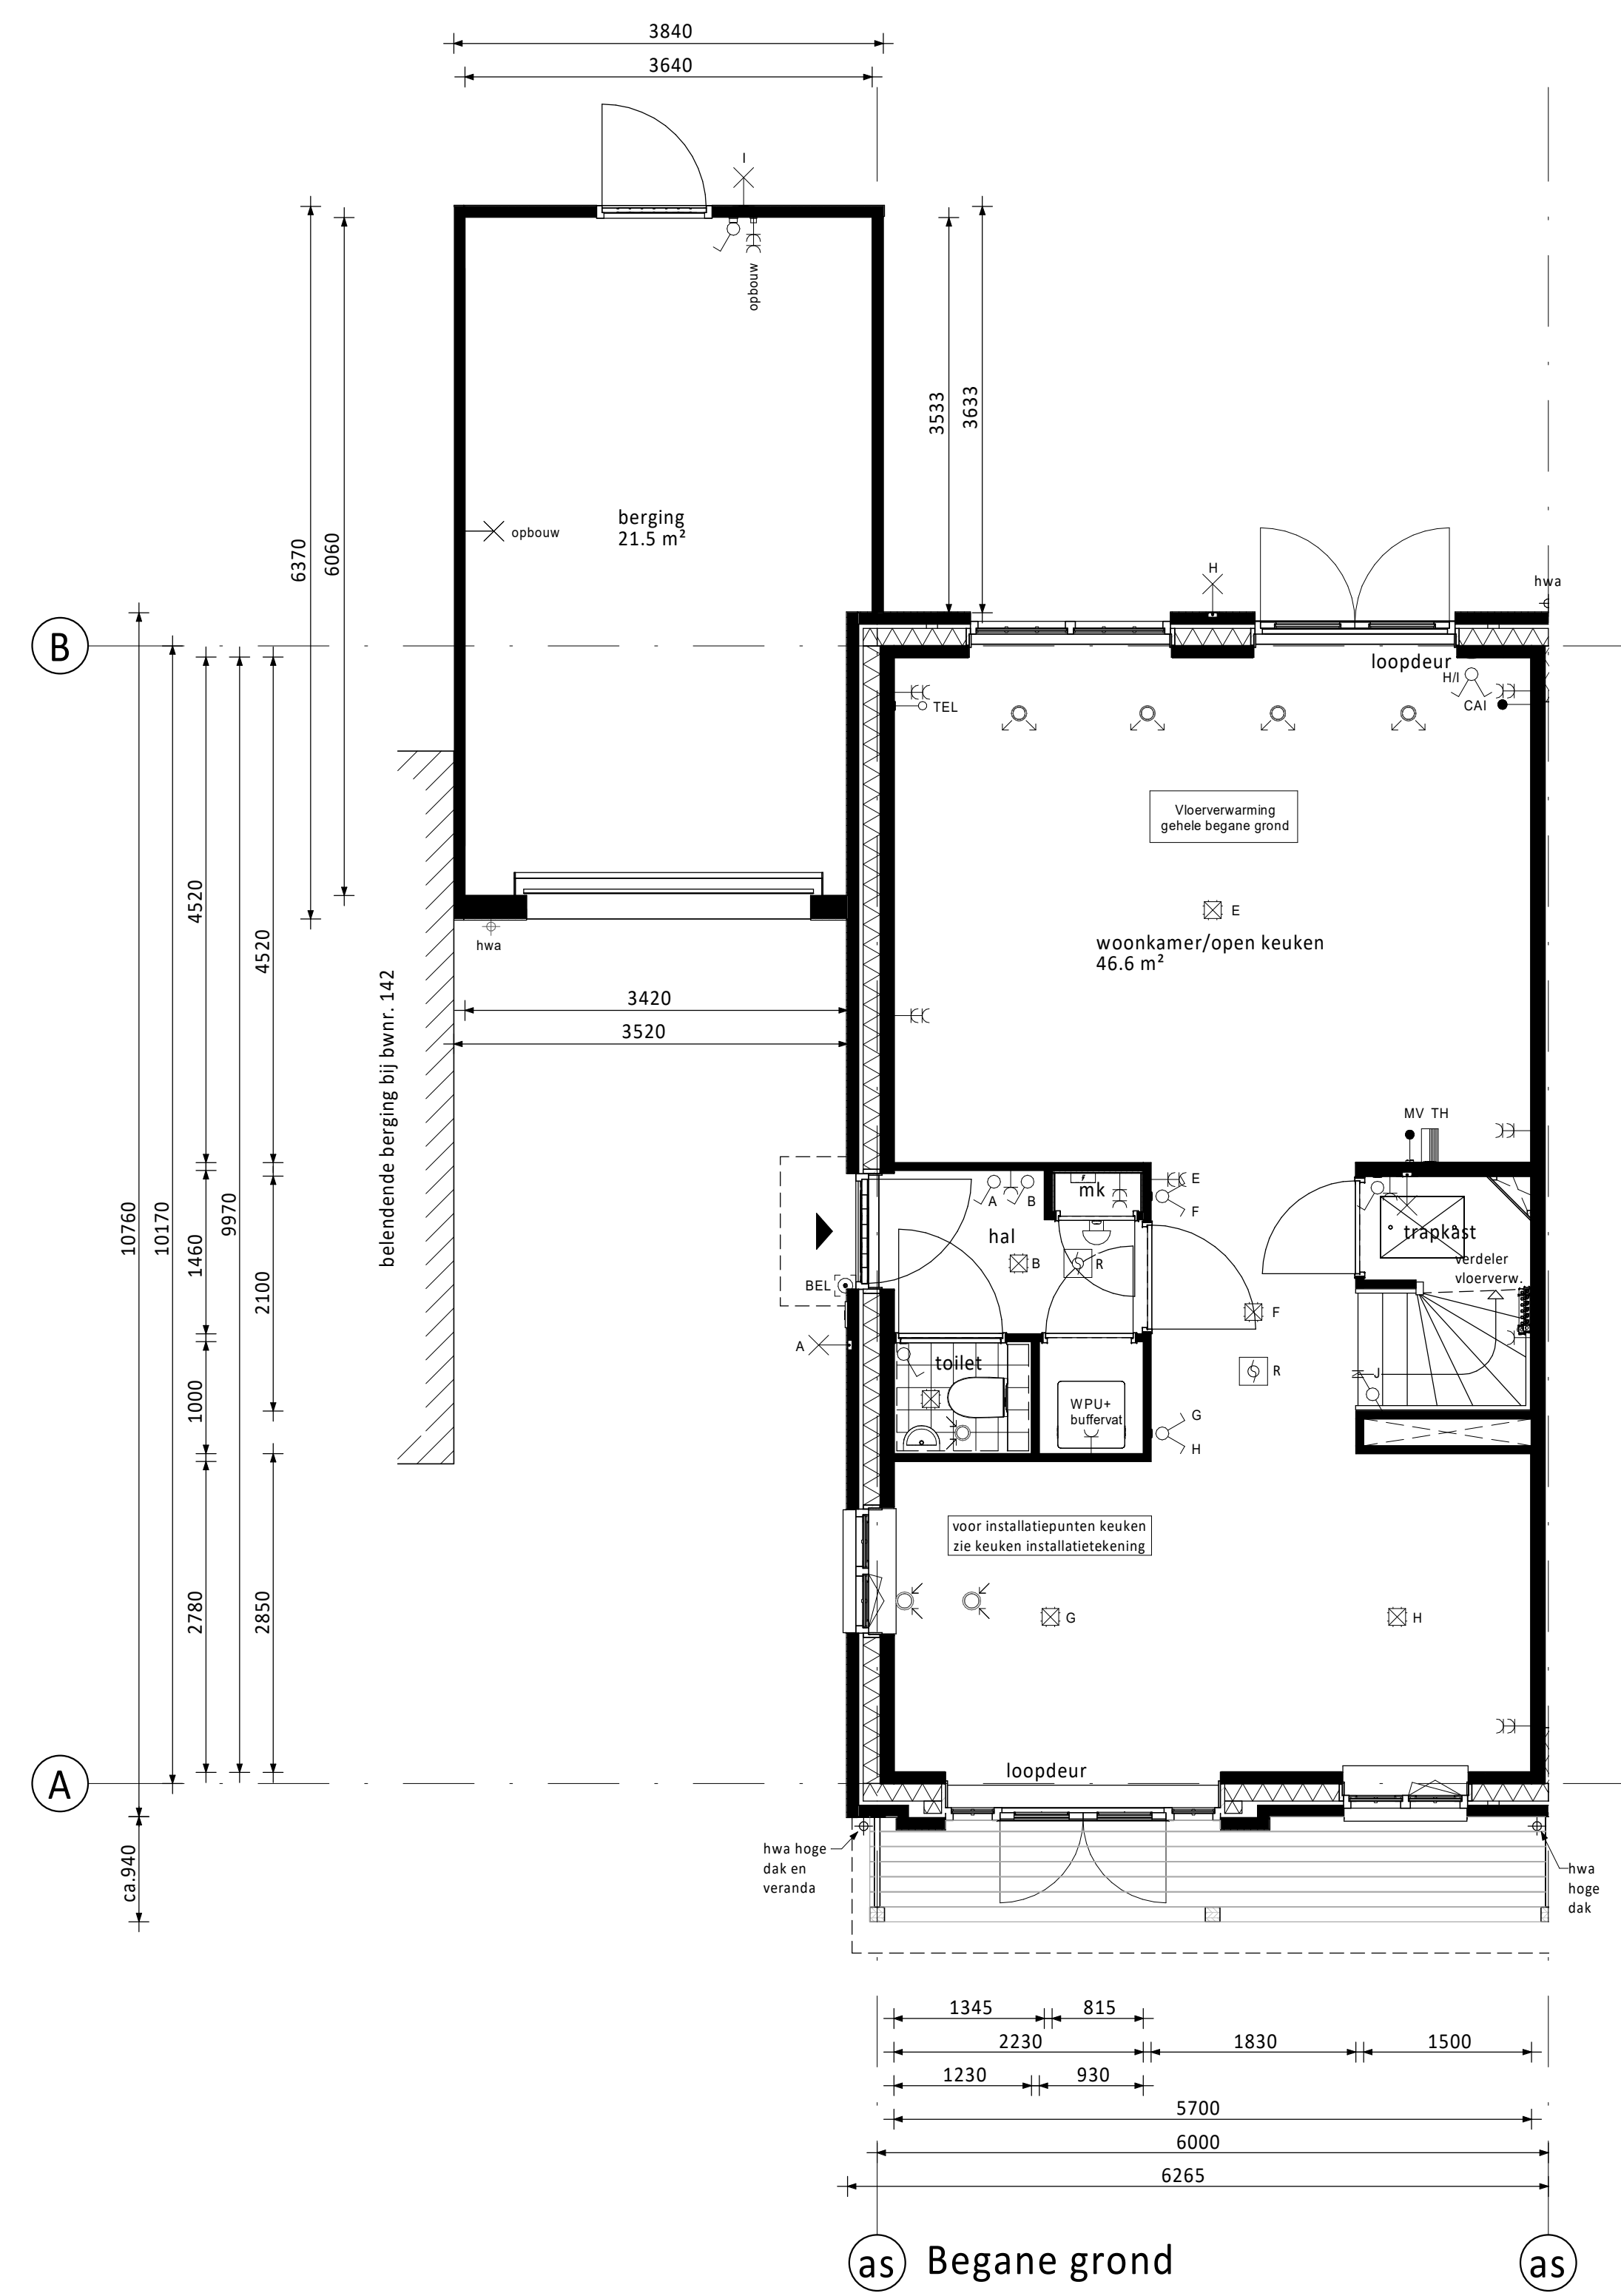 3840
3640
I
opbouw
3533
3633
6370
6060
berging
21.5 m²
opbouw
H
hwa
B
loopdeur
H/I
CAI
TEL
Vloerverwarming
gehele begane grond
E
woonkamer/open keuken
46.6 m²
hwa
3420
3520
belendende berging bij bwnr. 142
10760
10170
4520
1460
1000
2780
9970
4520
2100
2850
MV TH
mk
E
F
A
B
hal
B
R
trapkast
verdeler
vloerverw.
BEL
F
A
toilet
R
J
WPU+
buffervat
G
H
voor installatiepunten keuken
zie keuken installatietekening
G
H
loopdeur
A
ca.940
hwa hoge
dak en
veranda
hwa
hoge
dak
1345
815
2230
1830
1500
1230
930
5700
6000
6265
as
Begane grond
as